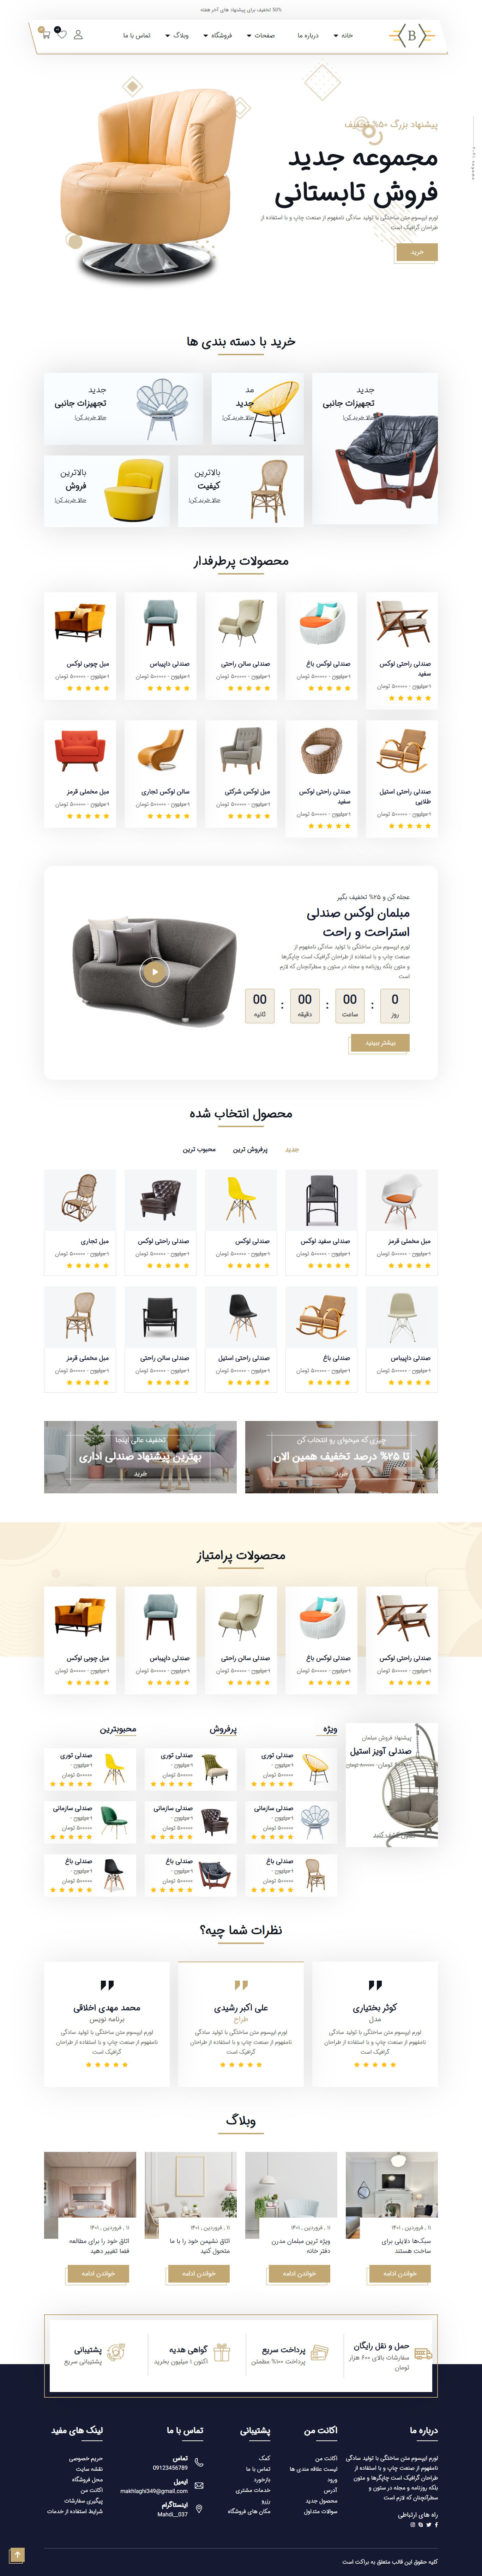 50% تخفیف برای پیشنهاد های آخر هفته
B
خانه
درباره ما
صفحات
فروشگاه
وبلاگ
تماس با ما
پیشنهاد بزرگ 50% تخفیف
مجموعه جدید
فروش تابستانی
لورم ایپسوم متن ساختگی با تولید سادگی نامفهوم از صنعت چاپ و با استفاده از
طراحان گرافیک است
خرید
خرید با دسته بندی ها
جدید
تجهیزات جانبی
حالا خرید کن!
مد
جدید
حالا خرید کن!
جدید
تجهیزات جانبی
حالا خرید کن!
بالاترین
کیفیت
حالا خرید کن!
بالاترین
فروش
حالا خرید کن!
محصولات پرطرفدار
صندلی راحتی لوکس سفید
۱ میلیون - ۵۰۰۰۰۰ تومان
صندلی لوکس باغ
۱ میلیون - ۵۰۰۰۰۰ تومان
صندلی سالن راحتی
۱ میلیون - ۵۰۰۰۰۰ تومان
صندلی داپیباس
۱ میلیون - ۵۰۰۰۰۰ تومان
مبل چوبی لوکس
۱ میلیون - ۵۰۰۰۰۰ تومان
صندلی راحتی استیل طلایی
۱ میلیون - ۵۰۰۰۰۰ تومان
صندلی راحتی لوکس سفید
۱ میلیون - ۵۰۰۰۰۰ تومان
مبل لوکس شرکتی
۱ میلیون - ۵۰۰۰۰۰ تومان
سالن لوکس تجاری
۱ میلیون - ۵۰۰۰۰۰ تومان
مبل مخملی قرمز
۱ میلیون - ۵۰۰۰۰۰ تومان
عجله کن و 25% تخفیف بگیر
مبلمان لوکس صندلی
استراحت و راحت
لورم ایپسوم متن ساختگی با تولید سادگی نامفهوم از
صنعت چاپ و با استفاده از طراحان گرافیک است چاپگرها
و متون بلکه روزنامه و مجله در ستون و سطرآنچنان که لازم
است
0 روز
:
00 ساعت
:
00 دقیقه
:
00 ثانیه
بیشتر ببینید
محصول انتخاب شده
جدید
پرفروش ترین
محبوب ترین
مبل مخملی قرمز
۱ میلیون - ۵۰۰۰۰۰ تومان
صندلی سفید لوکس
۱ میلیون - ۵۰۰۰۰۰ تومان
صندلی لوکس
۱ میلیون - ۵۰۰۰۰۰ تومان
صندلی راحتی لوکس
۱ میلیون - ۵۰۰۰۰۰ تومان
مبل تجاری
۱ میلیون - ۵۰۰۰۰۰ تومان
صندلی داپیباس
۱ میلیون - ۵۰۰۰۰۰ تومان
صندلی باغ
۱ میلیون - ۵۰۰۰۰۰ تومان
صندلی راحتی استیل
۱ میلیون - ۵۰۰۰۰۰ تومان
صندلی سالن راحتی
۱ میلیون - ۵۰۰۰۰۰ تومان
مبل مخملی قرمز
۱ میلیون - ۵۰۰۰۰۰ تومان
چیزی که میخوای رو انتخاب کن
تا 25% درصد تخفیف همین الان
خرید
تخفیف عالی اینجا
بهترین پیشنهاد صندلی اداری
خرید
محصولات پرامتیاز
صندلی راحتی لوکس
۱ میلیون - ۵۰۰۰۰۰ تومان
صندلی لوکس باغ
۱ میلیون - ۵۰۰۰۰۰ تومان
صندلی سالن راحتی
۱ میلیون - ۵۰۰۰۰۰ تومان
صندلی داپیباس
۱ میلیون - ۵۰۰۰۰۰ تومان
مبل چوبی لوکس
۱ میلیون - ۵۰۰۰۰۰ تومان
پیشنهاد فروش مبلمان
صندلی آویز استیل
ویژه
صندلی توری
۱ میلیون -
۵۰۰۰۰۰ تومان
صندلی سازمانی
۱ میلیون -
۵۰۰۰۰۰ تومان
صندلی باغ
۱ میلیون -
۵۰۰۰۰۰ تومان
پرفروش
صندلی توری
۱ میلیون -
۵۰۰۰۰۰ تومان
صندلی سازمانی
۱ میلیون -
۵۰۰۰۰۰ تومان
صندلی باغ
۱ میلیون -
۵۰۰۰۰۰ تومان
محبوبترین
صندلی توری
۱ میلیون -
۵۰۰۰۰۰ تومان
صندلی سازمانی
۱ میلیون -
۵۰۰۰۰۰ تومان
صندلی باغ
۱ میلیون -
۵۰۰۰۰۰ تومان
نظرات شما چیه؟
کوثر بختیاری
مدل
لورم ایپسوم متن ساختگی با تولید سادگی
نامفهوم از صنعت چاپ و با استفاده از طراحان
گرافیک است
علی اکبر رشیدی
طراح
لورم ایپسوم متن ساختگی با تولید سادگی
نامفهوم از صنعت چاپ و با استفاده از طراحان
گرافیک است
محمد مهدی اخلاقی
برنامه نویس
لورم ایپسوم متن ساختگی با تولید سادگی
نامفهوم از صنعت چاپ و با استفاده از طراحان
گرافیک است
وبلاگ
۱۱ , فروردین , ۱۴۰۱
سبک‌ها دلایلی برای
ساخت هستند
خواندن ادامه
۱۱ , فروردین , ۱۴۰۱
ویژه ترین مبلمان مدرن
دفتر خانه
خواندن ادامه
۱۱ , فروردین , ۱۴۰۱
اتاق نشیمن خود را با ما
متحول کنید
خواندن ادامه
۱۱ , فروردین , ۱۴۰۱
اتاق خود را برای مطالعه
فضا تغییر دهید
خواندن ادامه
حمل و نقل رایگان
سفارشات بالای ۶۰۰ هزار
تومان
پرداخت سریع
پرداخت ۱۰۰% مطمئن
گواهی هدیه
اکنون ۱ میلیون بخرید
پشتیبانی
پشتیبانی سریع
درباره ما
لورم ایپسوم متن ساختگی با تولید سادگی
نامفهوم از صنعت چاپ و با استفاده از
طراحان گرافیک است چاپگرها و متون
بلکه روزنامه و مجله در ستون و
سطرآنچنان که لازم است
راه های ارتباطی
اکانت من
اکانت من
لیست علاقه مندی ها
ورود
آدرس
محصول جدید
سوالات متداول
پشتیبانی
کمک
تماس با ما
بازخورد
خدمات مشتری
رزرو
مکان های فروشگاه
تماس با ما
تماس
09123456789
ایمیل
makhlaghi349@gmail.com
اینستاگرام
Mahdi__037
لینک های مفید
حریم خصوصی
نقشه سایت
محل فروشگاه
اکانت من
پیگیری سفارشات
شرایط استفاده از خدمات
کلیه حقوق این قالب متعلق به براکت است